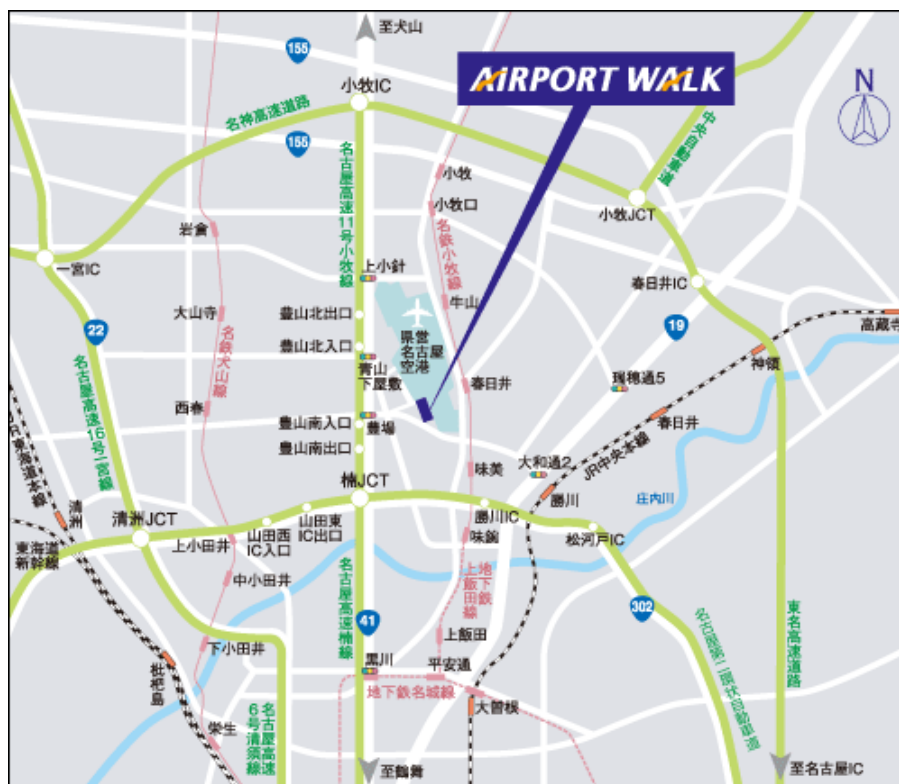 至犬山
155
AIRPORT WALK
N
小牧IC
名神高速道路
155
中央自動車道
名古屋高速11号小牧線
小牧
小牧口
小牧JCT
岩倉
名鉄小牧線
一宮IC
上小針
春日井IC
牛山
大山寺
豊山北出口
県営
名古屋
空港
19
高蔵寺
22
名鉄犬山線
豊山北入口
神領
青山
下屋敷
春日井
瑞穂通5
名古屋高速16号一宮線
西春
豊山南入口
豊場
春日井
JR東海道本線
豊山南出口
味美
大和通2
JR中央本線
清洲
楠JCT
勝川
庄内川
清洲JCT
山田東
IC出口
山田西
IC入口
勝川IC
松河戸IC
東海道
新幹線
上小田井
味鋺
中小田井
名古屋高速楠線
地下鉄
上飯田線
302
東名高速道路
41
名古屋第二環状自動車道
下小田井
上飯田
枇杷島
黒川
平安通
地下鉄名城線
大曽根
栄生
名古屋高速
6号清須線
至鶴舞
至名古屋IC